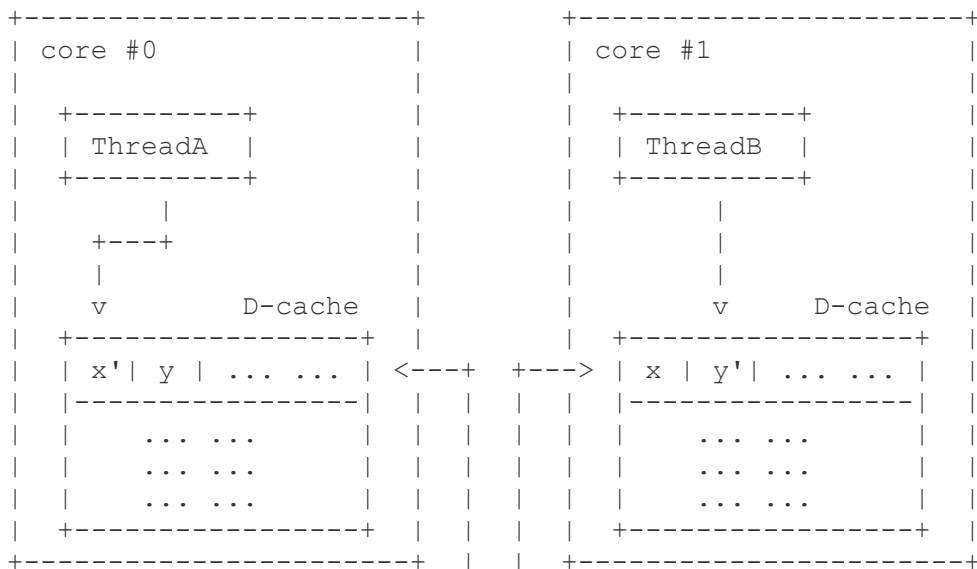 +------------------------+        +------------------------+
| core #0                |        | core #1                |
|                        |        |                        |
|  +----------+          |        |  +----------+          |
|  | ThreadA  |          |        |  | ThreadB  |          |
|  +----------+          |        |  +----------+          |
|        |               |        |        |               |
|    +---+               |        |        |               |
|    |                   |        |        |               |
|    v        D-cache    |        |        v     D-cache   |
|  +-----------------+   |        |  +-----------------+   |
|  | x'| y | ... ... | <---+  +---> | x | y'| ... ... |   |
|  |-----------------|   |  |  |  |  |-----------------|   |
|  |     ... ...     |   |  |  |  |  |     ... ...     |   |
|  |     ... ...     |   |  |  |  |  |     ... ...     |   |
|  |     ... ...     |   |  |  |  |  |     ... ...     |   |
|  +-----------------+   |  |  |  |  +-----------------+   |
+------------------------+  |  |  +------------------------+